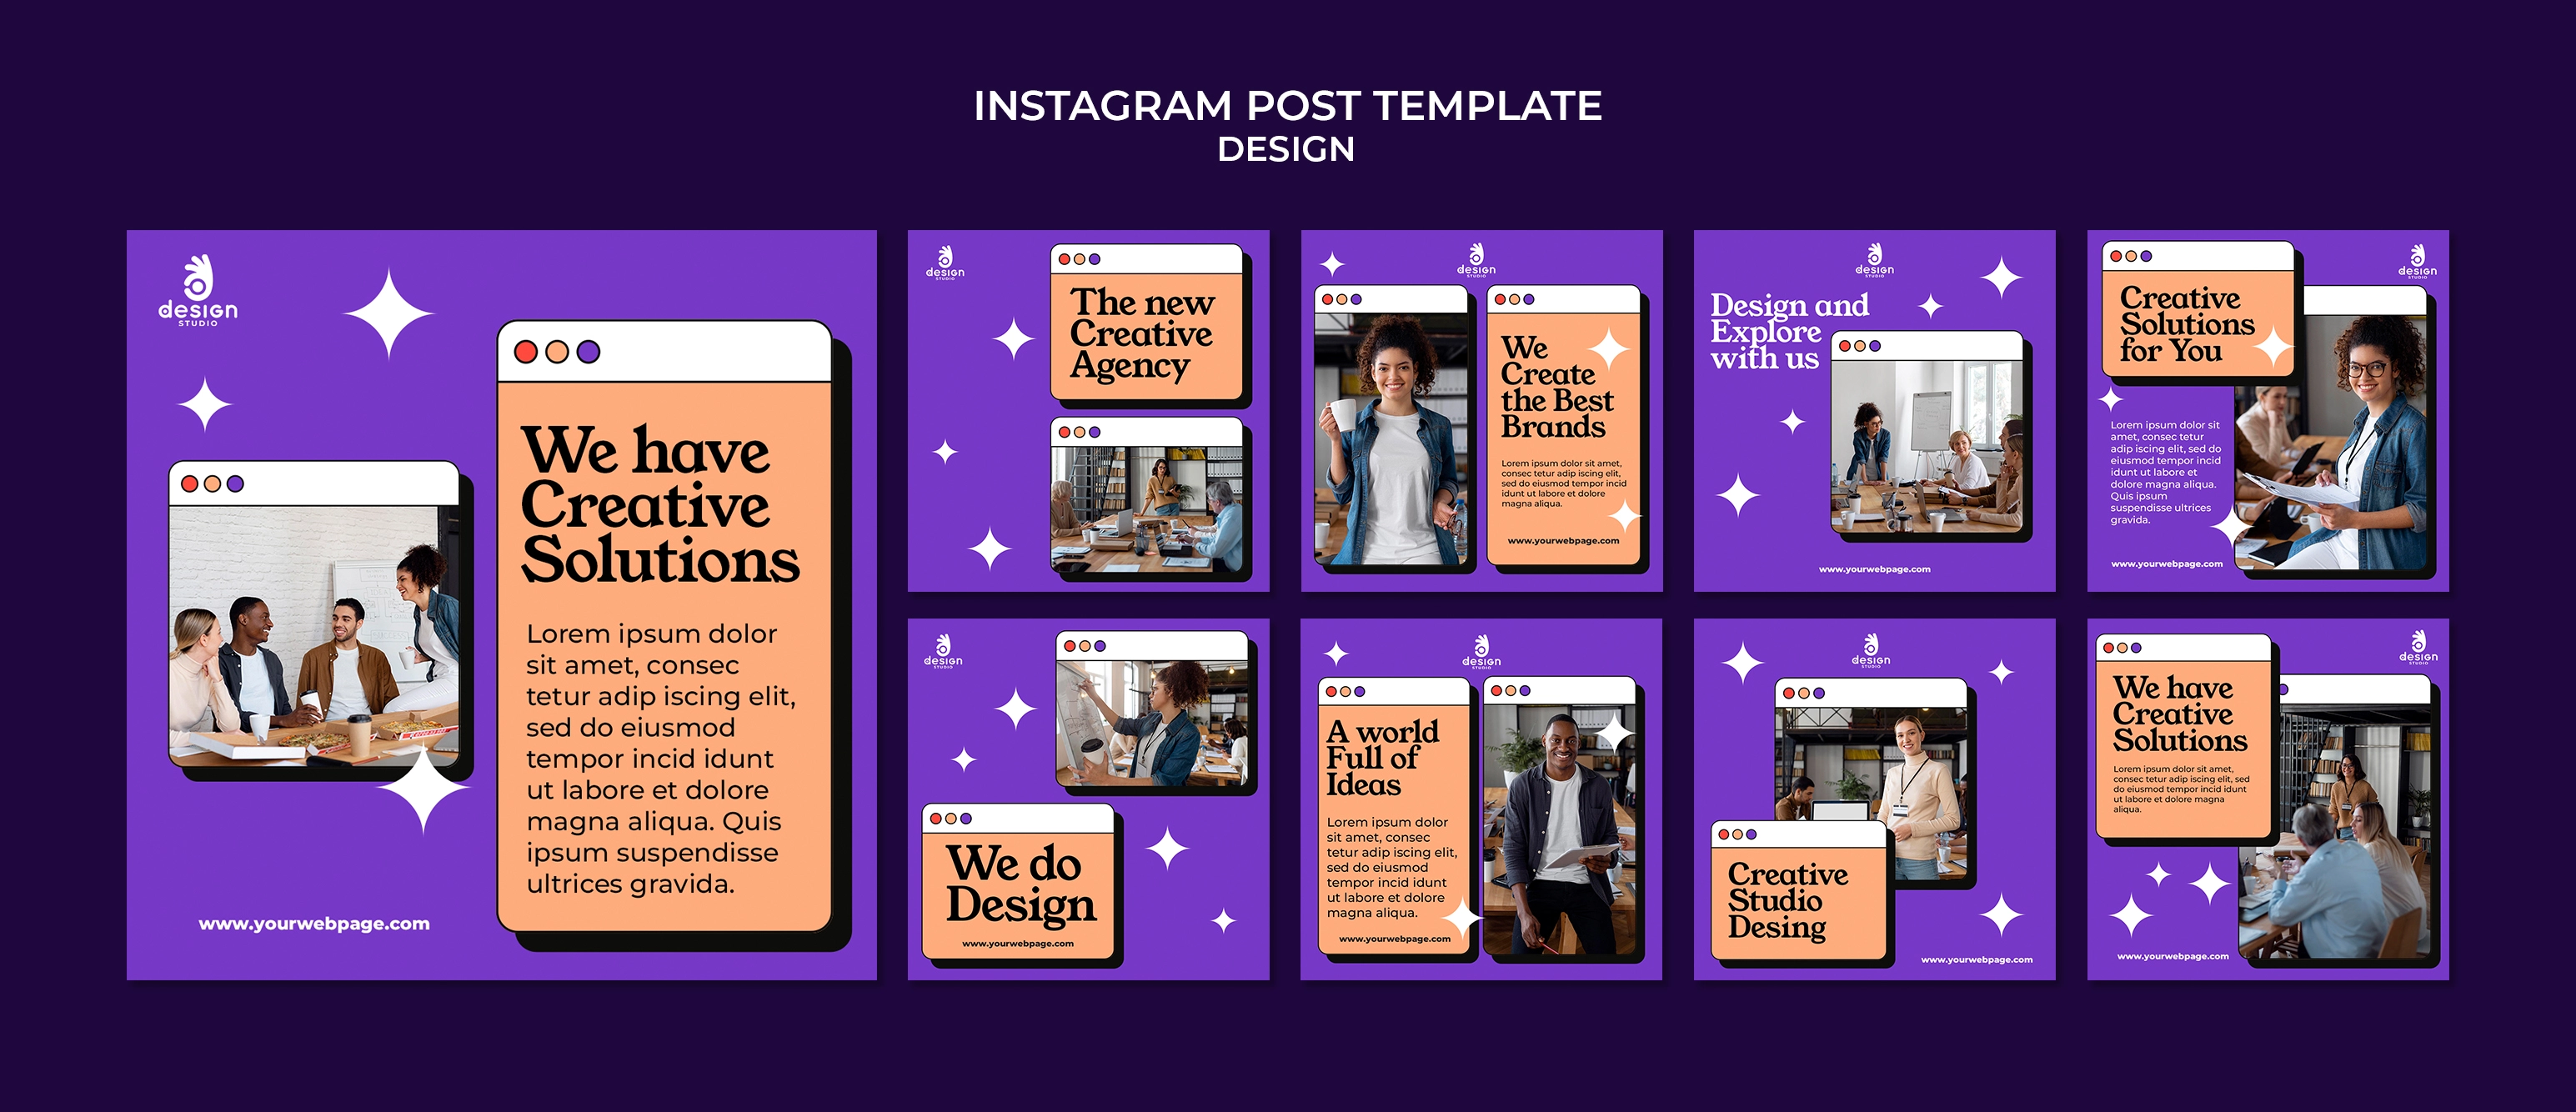 INSTAGRAM POST TEMPLATE
DESIGN
design
STUDIO
We have
Creative
Solutions
Lorem ipsum dolor
sit amet, consec
tetur adip iscing elit,
sed do eiusmod
tempor incid idunt
ut labore et dolore
magna aliqua. Quis
ipsum suspendisse
ultrices gravida.
www.yourwebpage.com
design
STUDIO
The new
Creative
Agency
design
STUDIO
We
Create
the Best
Brands
Lorem ipsum dolor sit amet,
consec tetur adip iscing elit,
sed do eiusmod tempor incid
idunt ut labore et dolore
magna aliqua.
www.yourwebpage.com
design
STUDIO
Design and
Explore
with us
www.yourwebpage.com
design
STUDIO
Creative
Solutions
for You
Lorem ipsum dolor sit
amet, consec tetur
adip iscing elit, sed do
eiusmod tempor incid
idunt ut labore et
dolore magna aliqua.
Quis ipsum
suspendisse ultrices
gravida.
www.yourwebpage.com
design
STUDIO
We do
Design
www.yourwebpage.com
design
STUDIO
A world
Full of
Ideas
Lorem ipsum dolor
sit amet, consec
tetur adip iscing elit,
sed do eiusmod
tempor incid idunt
ut labore et dolore
magna aliqua.
www.yourwebpage.com
design
STUDIO
Creative
Studio
Desing
www.yourwebpage.com
design
STUDIO
We have
Creative
Solutions
Lorem ipsum dolor sit amet,
consec tetur adip iscing elit, sed
do eiusmod tempor incid idunt
ut labore et dolore magna
aliqua.
www.yourwebpage.com